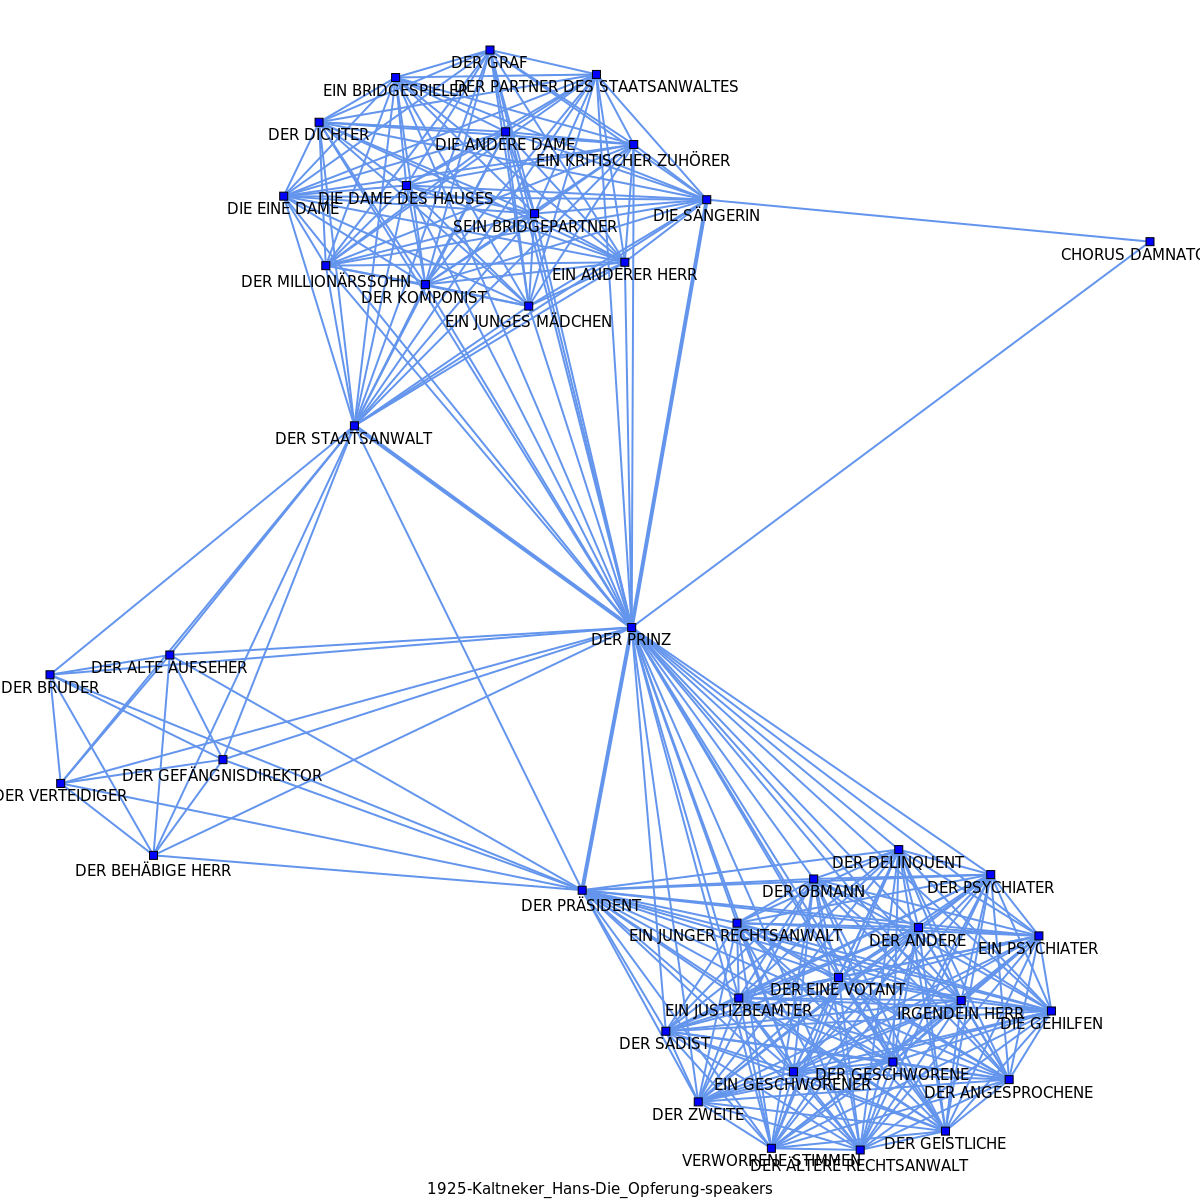 DER GRAF
EIN BRIDGESPIELER
DER PARTNER DES STAATSANWALTES
DER DICHTER
DIE ANDERE DAME
EIN KRITISCHER ZUHÖRER
DIE DAME DES HAUSES
DIE EINE DAME
DIE SÄNGERIN
SEIN BRIDGEPARTNER
CHORUS DAMNATO
EIN ANDERER HERR
DER MILLIONÄRSSOHN
DER KOMPONIST
EIN JUNGES MÄDCHEN
DER STAATSANWALT
DER PRINZ
DER ALTE AUFSEHER
DER BRUDER
DER GEFÄNGNISDIREKTOR
DER VERTEIDIGER
DER BEHÄBIGE HERR
DER DELINQUENT
DER PSYCHIATER
DER OBMANN
DER PRÄSIDENT
EIN JUNGER RECHTSANWALT
DER ANDERE
EIN PSYCHIATER
DER EINE VOTANT
EIN JUSTIZBEAMTER
IRGENDEIN HERR
DIE GEHILFEN
DER SADIST
DER GESCHWORENE
EIN GESCHWORENER
DER ANGESPROCHENE
DER ZWEITE
DER GEISTLICHE
VERWORRENE STIMMEN
DER ÄLTERE RECHTSANWALT
1925-Kaltneker_Hans-Die_Opferung-speakers